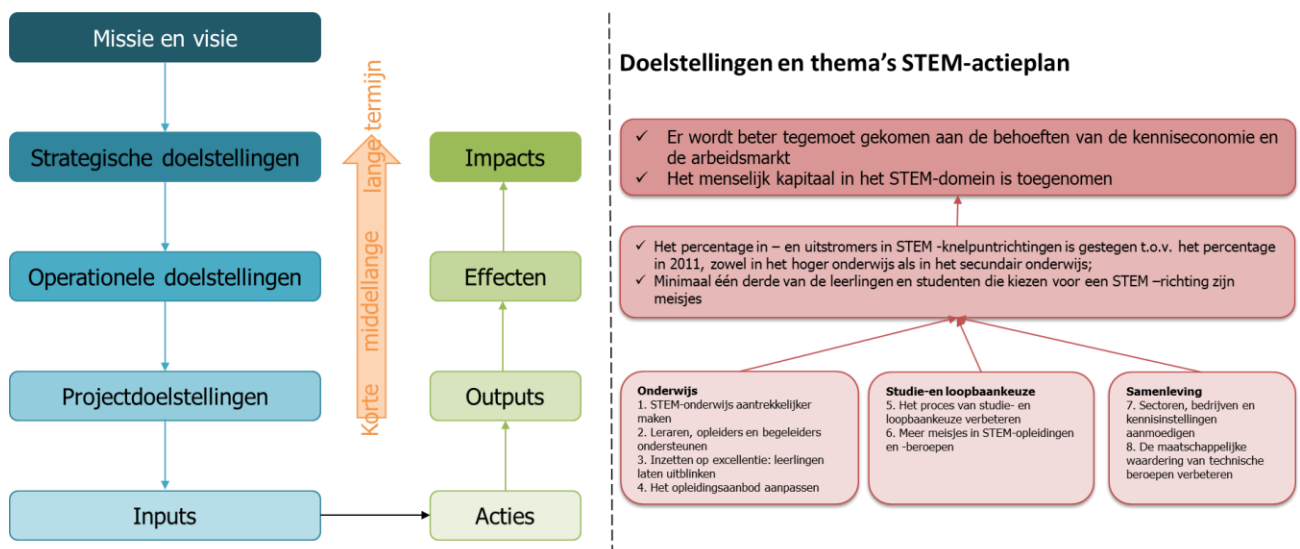 Missie en visie
Strategische doelstellingen
Operationele doelstellingen
Projectdoelstellingen
Inputs
Korte middellange lange termijn
Impacts
Effecten
Outputs
Acties
Doelstellingen en thema's STEM-actieplan
✓ Er wordt beter tegemoet gekomen aan de behoeften van de kenniseconomie en
de arbeidsmarkt
✓ Het menselijk kapitaal in het STEM-domein is toegenomen
✓ Het percentage in – en uitstromers in STEM -knelpuntrichtingen is gestegen t.o.v. het percentage
in 2011, zowel in het hoger onderwijs als in het secundair onderwijs;
✓ Minimaal één derde van de leerlingen en studenten die kiezen voor een STEM –richting zijn
meisjes
Onderwijs
1. STEM-onderwijs aantrekkelijker
maken
2. Leraren, opleiders en begeleiders
ondersteunen
3. Inzetten op excellentie: leerlingen
laten uitblinken
4. Het opleidingsaanbod aanpassen
Studie-en loopbaankeuze
5. Het proces van studie- en
loopbaankeuze verbeteren
6. Meer meisjes in STEM-opleidingen
en -beroepen
Samenleving
7. Sectoren, bedrijven en
kennisinstellingen
aanmoedigen
8. De maatschappelijke
waardering van technische
beroepen verbeteren